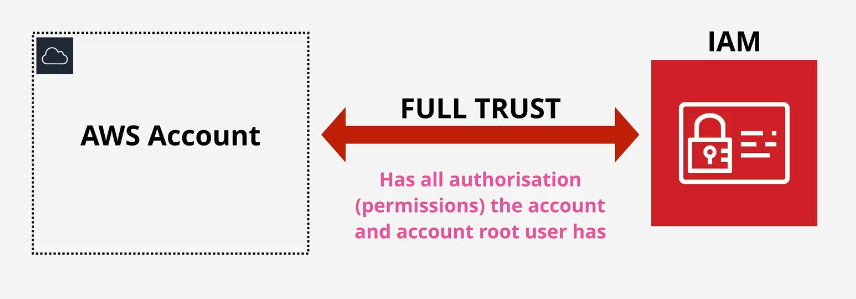 IAM
FULL TRUST
AWS Account
Has all authorisation
(permissions) the account
and account root user has